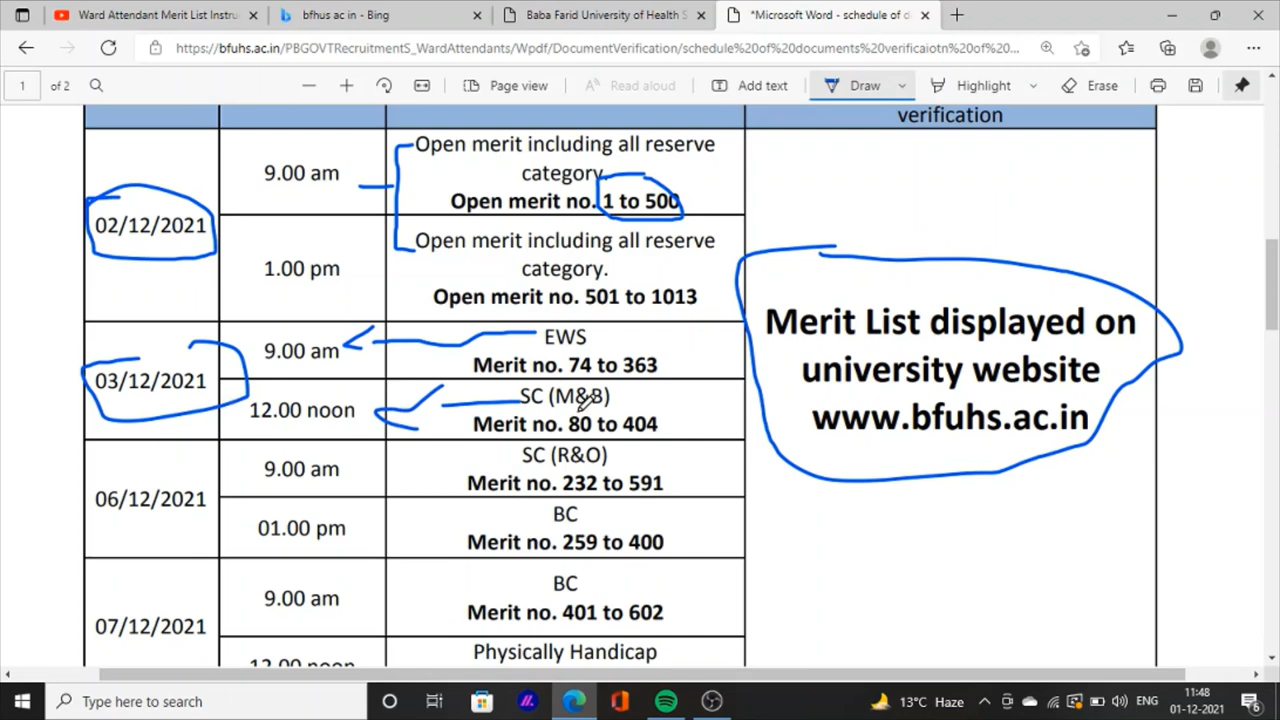 Ward Attendant Merit List Instru
bfhus ac in - Bing
Baba Farid University of Health S
*Microsoft Word - schedule of d
https://bfuhs.ac.in/PBGOVTRecruitmentS_WardAttendants/Wpdf/DocumentVerification/schedule%20of%20documents%20verificaiotn%20of%20...
1 of 2
Page view
Read aloud
Add text
Draw
Highlight
Erase
verification
02/12/2021
9.00 am
Open merit including all reserve
category.
Open merit no. 1 to 500
1.00 pm
Open merit including all reserve
category.
Open merit no. 501 to 1013
03/12/2021
9.00 am
EWS
Merit no. 74 to 363
12.00 noon
SC (M&B)
Merit no. 80 to 404
06/12/2021
9.00 am
SC (R&O)
Merit no. 232 to 591
01.00 pm
BC
Merit no. 259 to 400
07/12/2021
9.00 am
BC
Merit no. 401 to 602
12.00 noon
Physically Handicap
Merit List displayed on
university website
www.bfuhs.ac.in
Type here to search
13°C Haze
ENG
11:48
01-12-2021
6